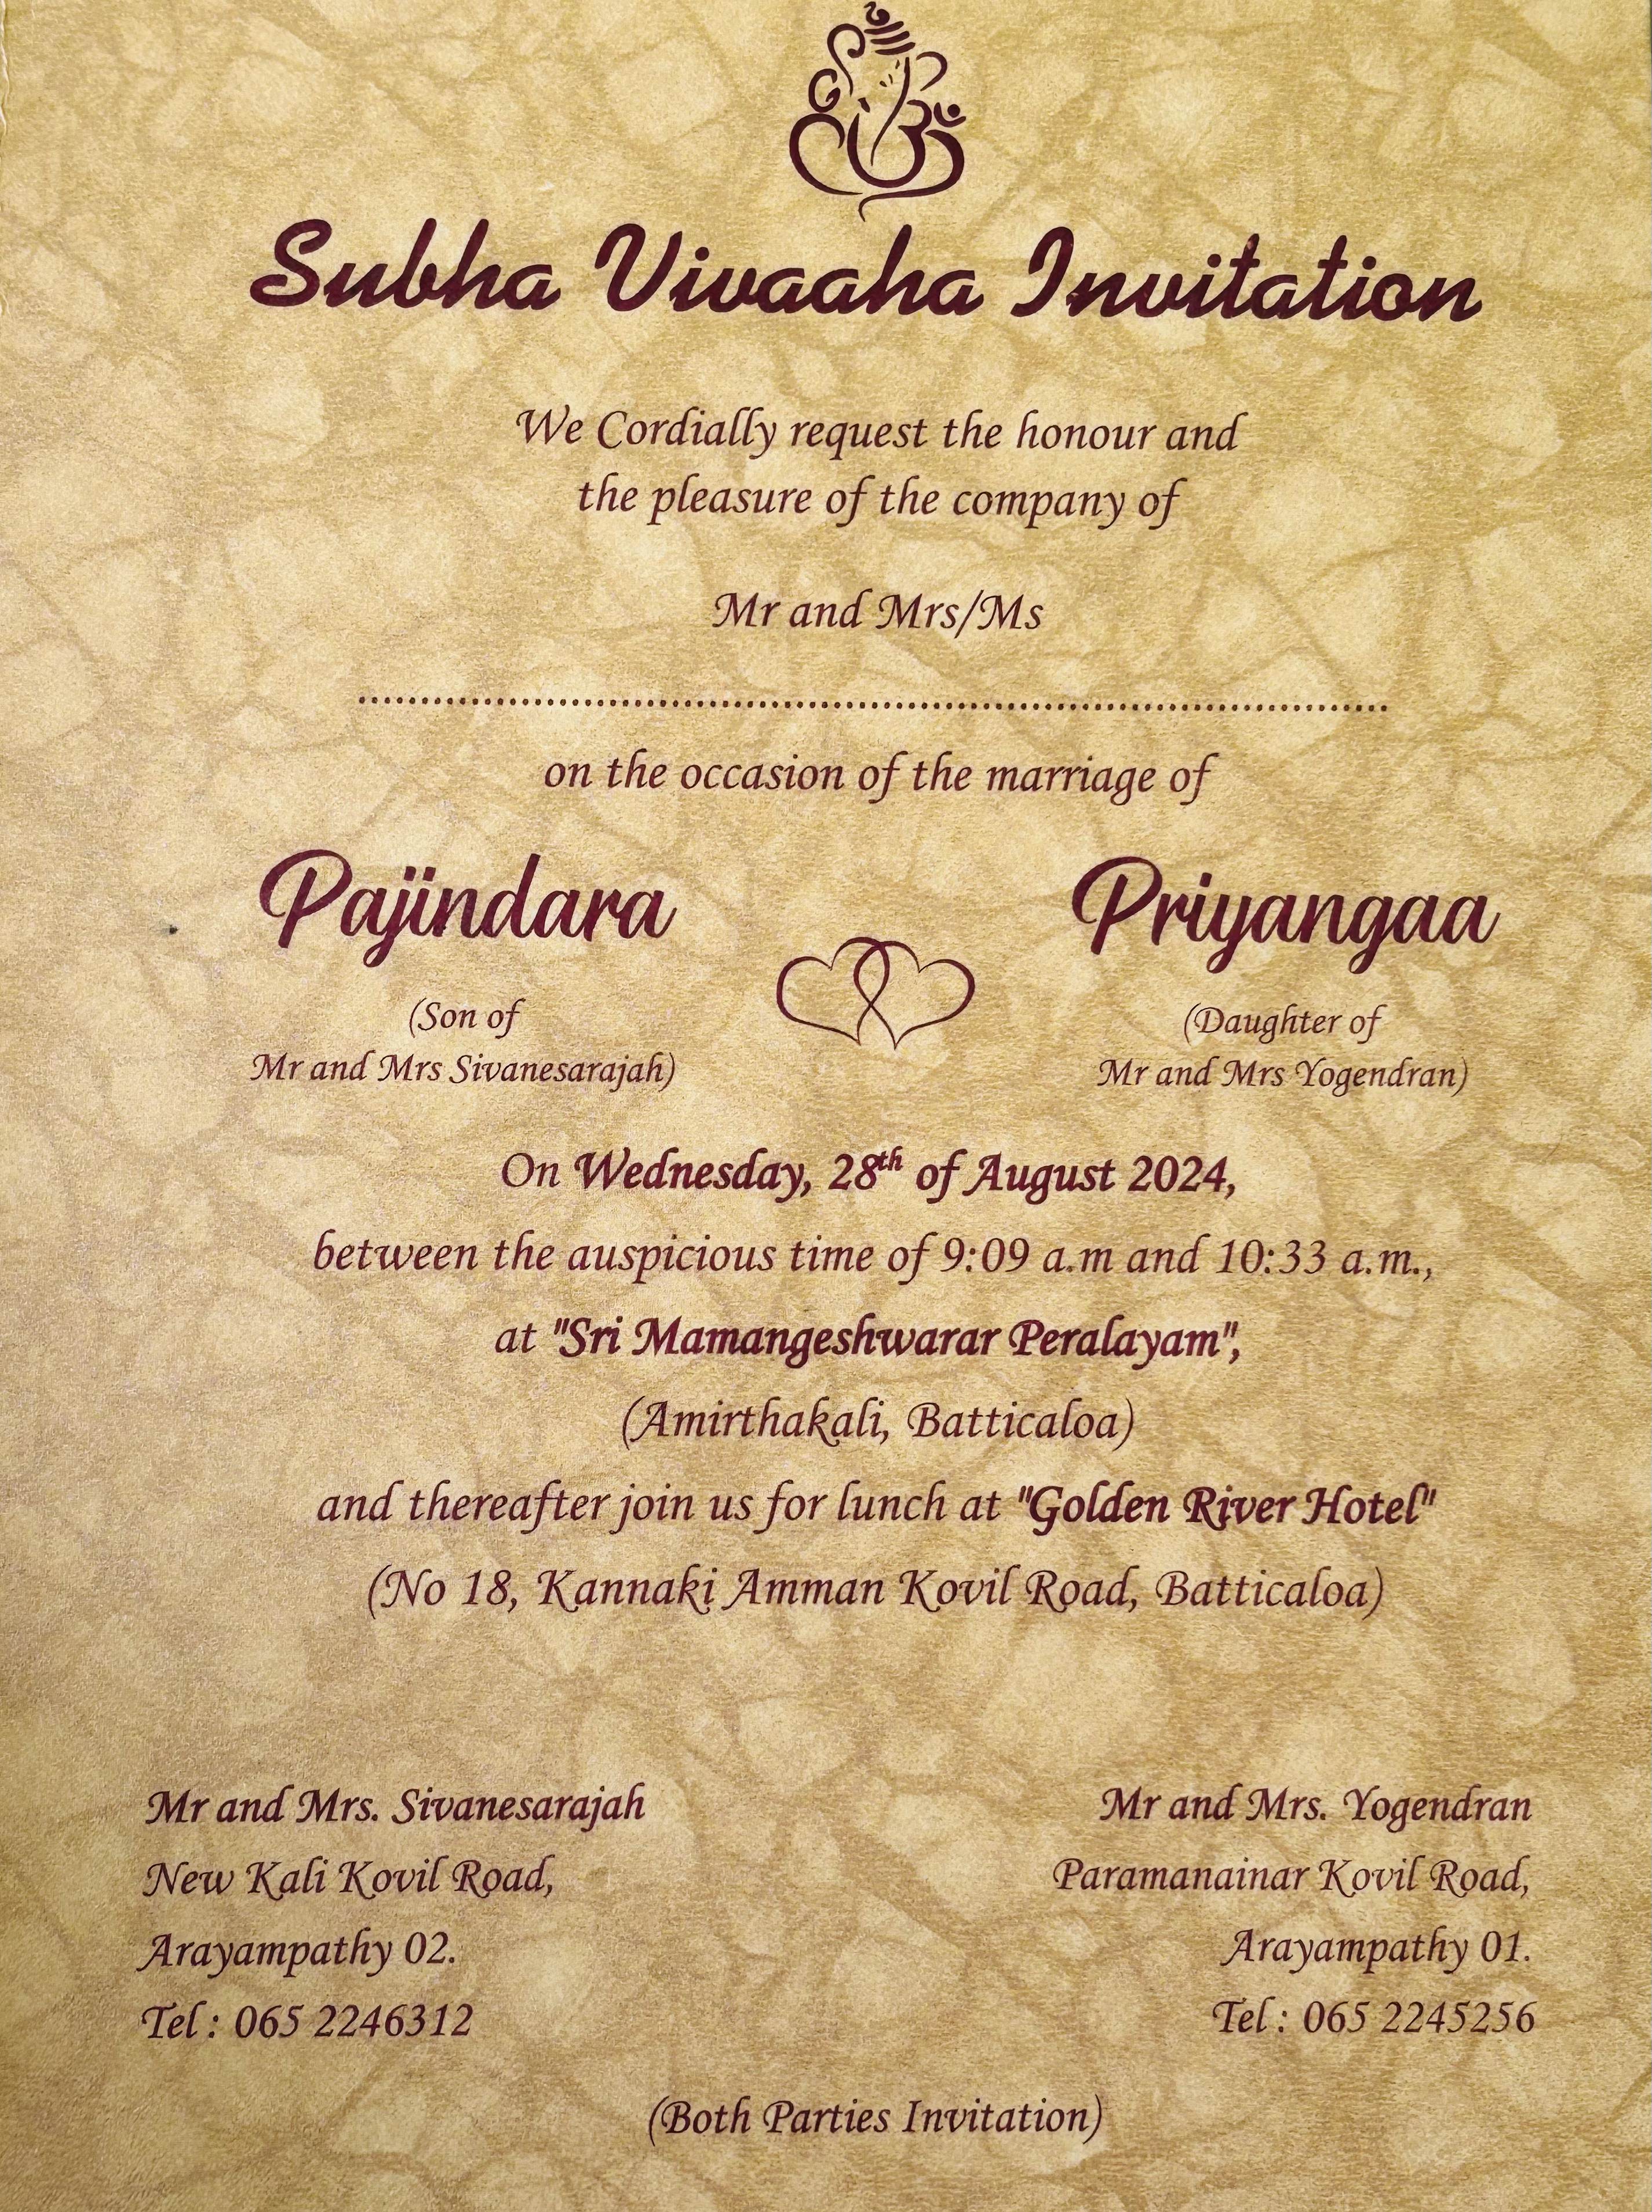 Subha Vivaaha Invitation
We Cordially request the honour and
the pleasure of the company of
Mr and Mrs/Ms
................................................................................
on the occasion of the marriage of
Pajindara
(Son of
Mr and Mrs Sivanesarajah)
Priyangaa
(Daughter of
Mr and Mrs Yogendran)
On Wednesday, 28th of August 2024,
between the auspicious time of 9:09 a.m and 10:33 a.m.,
at "Sri Mamangeshwarar Peralayam",
(Amirthakali, Batticaloa)
and thereafter join us for lunch at "Golden River Hotel"
(No 18, Kannaki Amman Kovil Road, Batticaloa)
Mr and Mrs. Sivanesarajah
New Kali Kovil Road,
Arayampathy 02.
Tel : 065 2246312
Mr and Mrs. Yogendran
Paramanainar Kovil Road,
Arayampathy 01.
Tel : 065 2245256
(Both Parties Invitation)